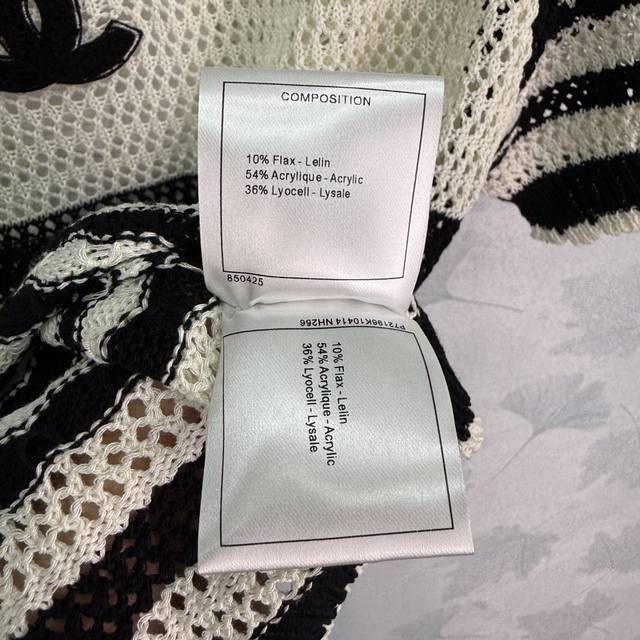 COMPOSITION
10% Flax - Lelin
54% Acrylique - Acrylic
36% Lyocell - Lysale
850425
P72196K10414 NH256
10% Flax - Lelin
54% Acrylique - Acrylic
36% Lyocell - Lysale